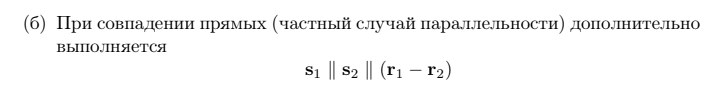 (б) При совпадении прямых (частный случай параллельности) дополнительно
выполняется
s₁ ∥ s₂ ∥ (r₁ − r₂)